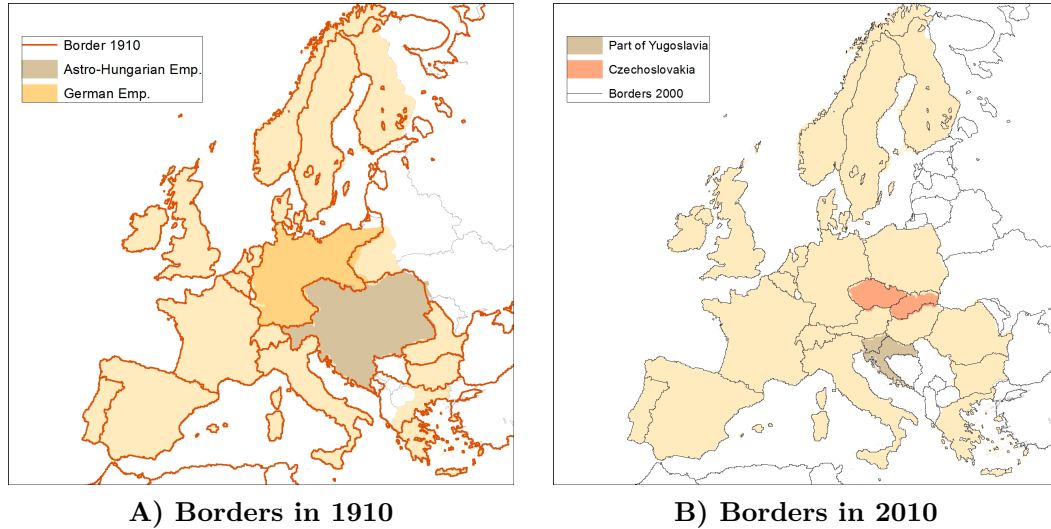 Border 1910
Astro-Hungarian Emp.
German Emp.
Part of Yugoslavia
Czechoslovakia
Borders 2000
A) Borders in 1910
B) Borders in 2010